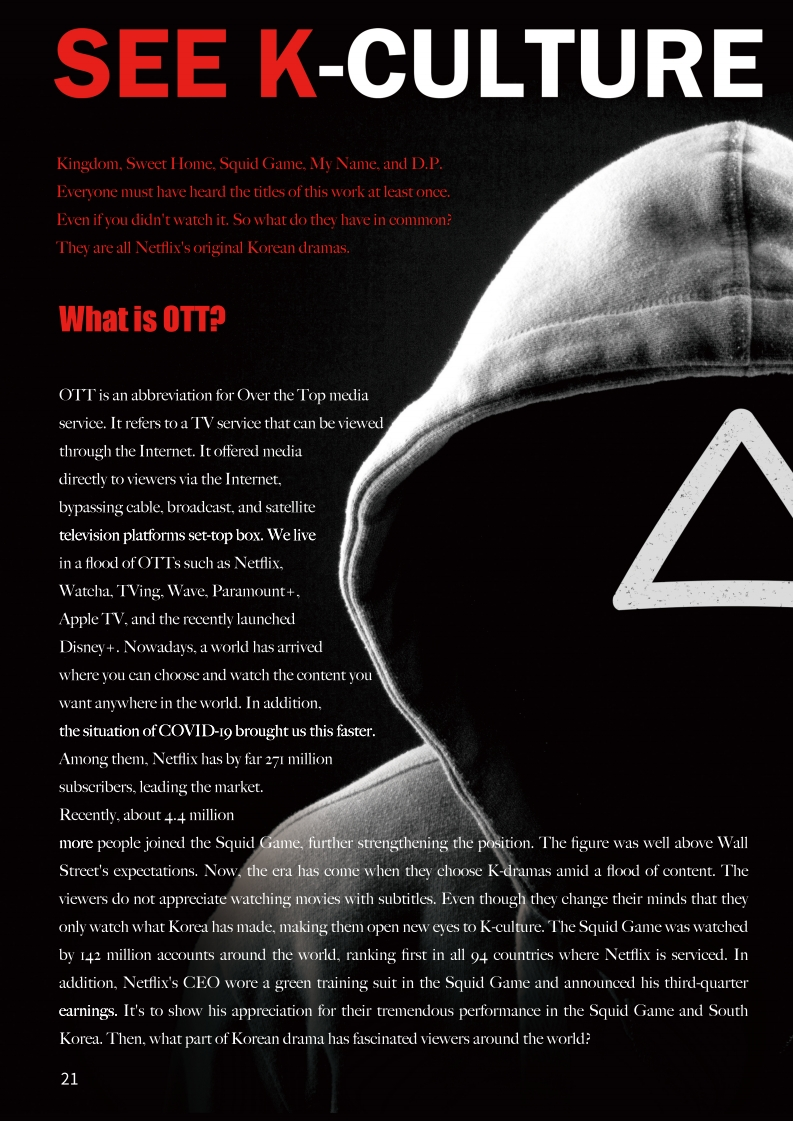 SEE K-CULTURE
Kingdom, Sweet Home, Squid Game, My Name, and D.P.
Everyone must have heard the titles of this work at least once.
Even if you didn't watch it. So what do they have in common?
They are all Netflix's original Korean dramas.
What is OTT?
OTT is an abbreviation for Over the Top media
service. It refers to a TV service that can be viewed
through the Internet. It offered media
directly to viewers via the Internet,
bypassing cable, broadcast, and satellite
television platforms set-top box. We live
in a flood of OTTs such as Netflix,
Watcha, TVing, Wave, Paramount+,
Apple TV, and the recently launched
Disney+. Nowadays, a world has arrived
where you can choose and watch the content you
want anywhere in the world. In addition,
the situation of COVID-19 brought us this faster.
Among them, Netflix has by far 271 million
subscribers, leading the market.
Recently, about 4.4 million
more people joined the Squid Game, further strengthening the position. The figure was well above Wall
Street's expectations. Now, the era has come when they choose K-dramas amid a flood of content. The
viewers do not appreciate watching movies with subtitles. Even though they change their minds that they
only watch what Korea has made, making them open new eyes to K-culture. The Squid Game was watched
by 142 million accounts around the world, ranking first in all 94 countries where Netflix is serviced. In
addition, Netflix's CEO wore a green training suit in the Squid Game and announced his third-quarter
earnings. It's to show his appreciation for their tremendous performance in the Squid Game and South
Korea. Then, what part of Korean drama has fascinated viewers around the world?
21